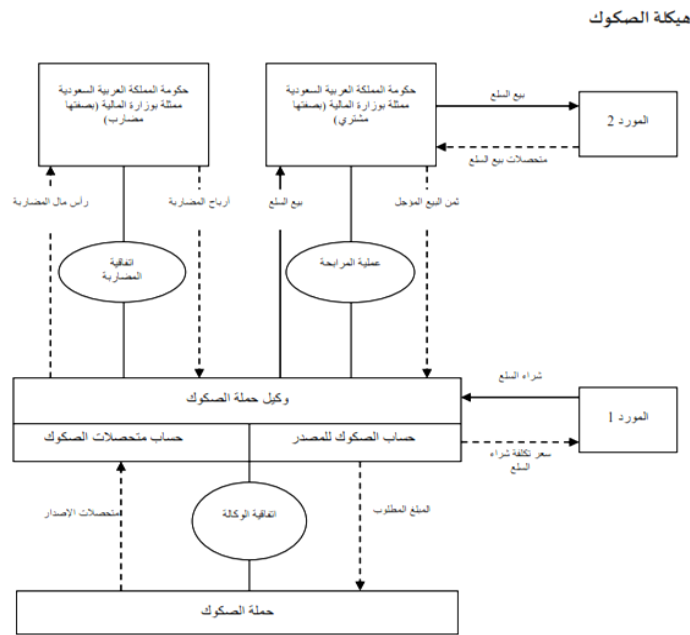 هيكلة الصكوك
حكومة المملكة العربية السعودية
ممثلة بوزارة المالية (بصفتها
مشتري)
حكومة المملكة العربية السعودية
ممثلة بوزارة المالية (بصفتها
مضارب)
بيع السلع
المورد 2
متحصلات بيع السلع
ثمن البيع المؤجل
بيع السلع
أرباح المضاربة
رأس مال المضاربة
عملية المرابحة
اتفاقية
المضاربة
وكيل حملة الصكوك
شراء السلع
المورد 1
حساب الصكوك للمصدر
حساب متحصلات الصكوك
سعر تكلفة شراء
السلع
المبلغ المطلوب
اتفاقية الوكالة
متحصلات الإصدار
حملة الصكوك